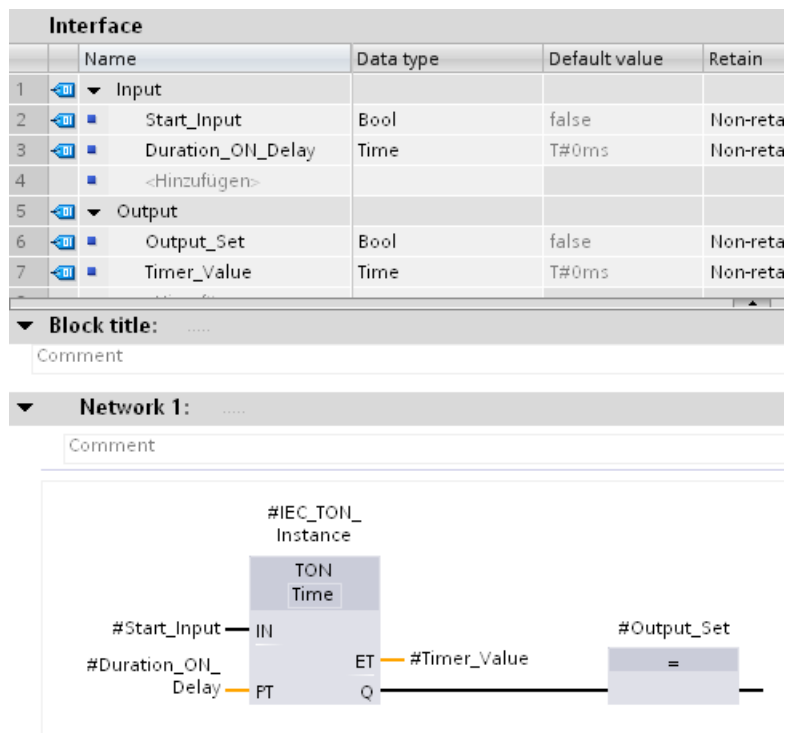 Interface
Name Data type Default value Retain
1 Input
2 Start_Input Bool false Non-reta
3 Duration_ON_Delay Time T#0ms Non-reta
4 <Hinzufügen>
5 Output
6 Output_Set Bool false Non-reta
7 Timer_Value Time T#0ms Non-reta
Block title: .....
Comment
Network 1: .....
Comment
#IEC_TON_
Instance
TON
Time
#Start_Input IN #Output_Set
#Duration_ON_ ET #Timer_Value =
Delay PT Q